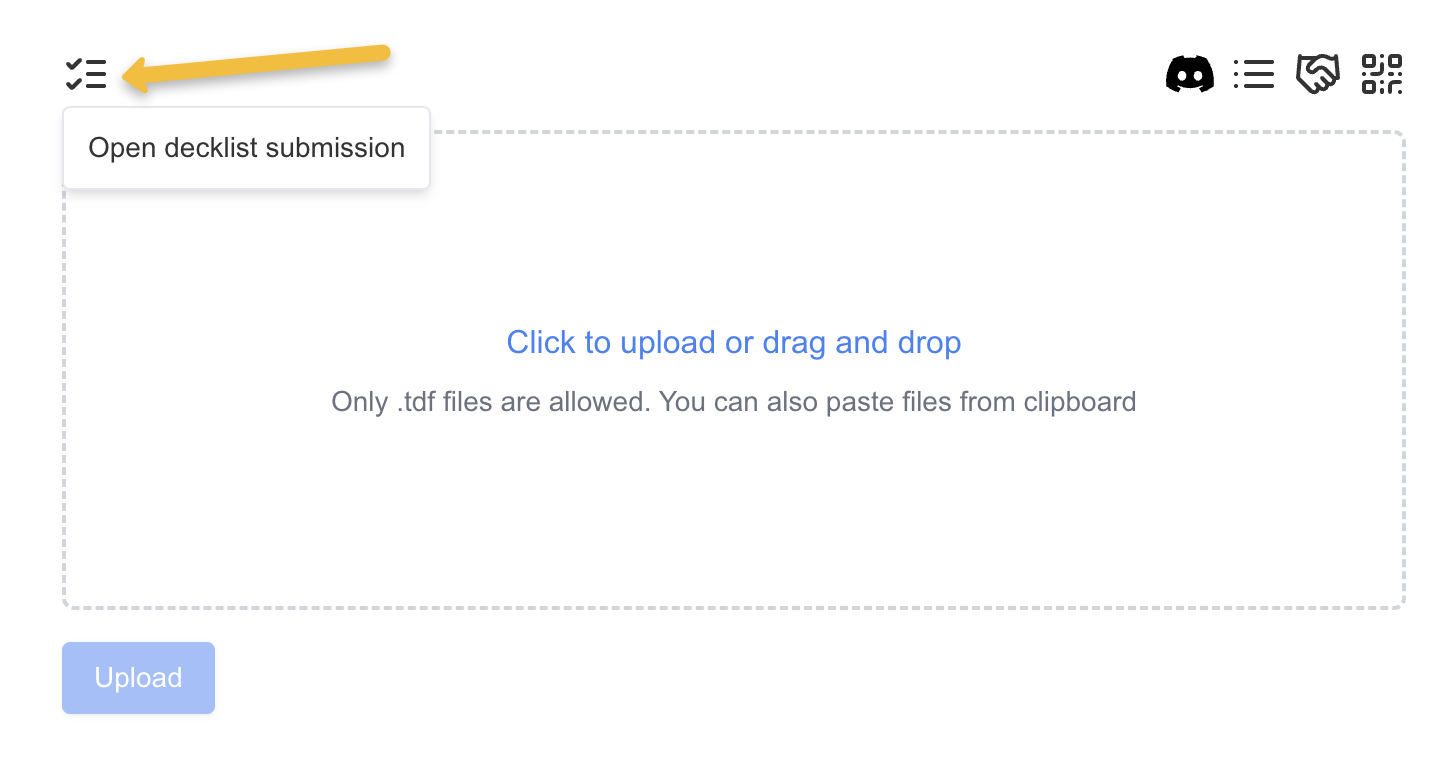 Open decklist submission
Click to upload or drag and drop
Only .tdf files are allowed. You can also paste files from clipboard
Upload